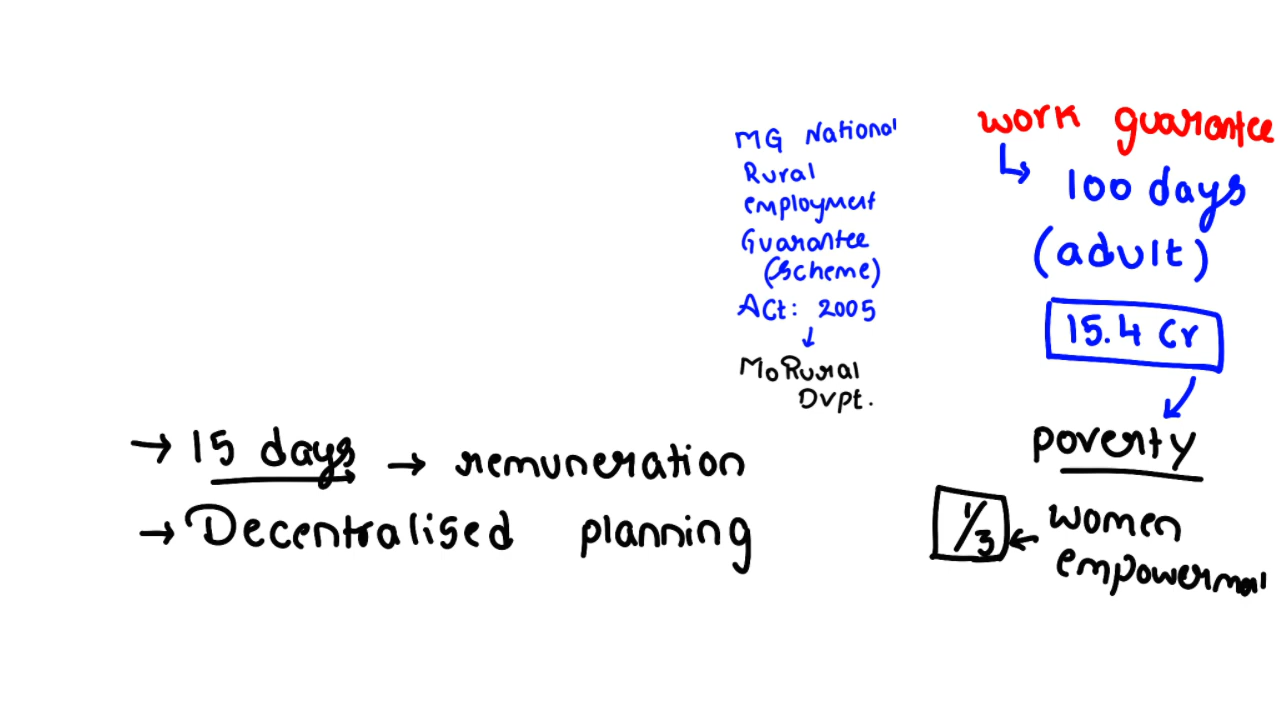 MG National
Rural
employment
Guarantee
(Scheme)
Act: 2005
↓
MoRural
Dvpt.
work guarantee
↳ 100 days
(adult)
15.4 Cr
poverty
1/3 ← women
empowerment
→ 15 days → remuneration
→ Decentralised planning